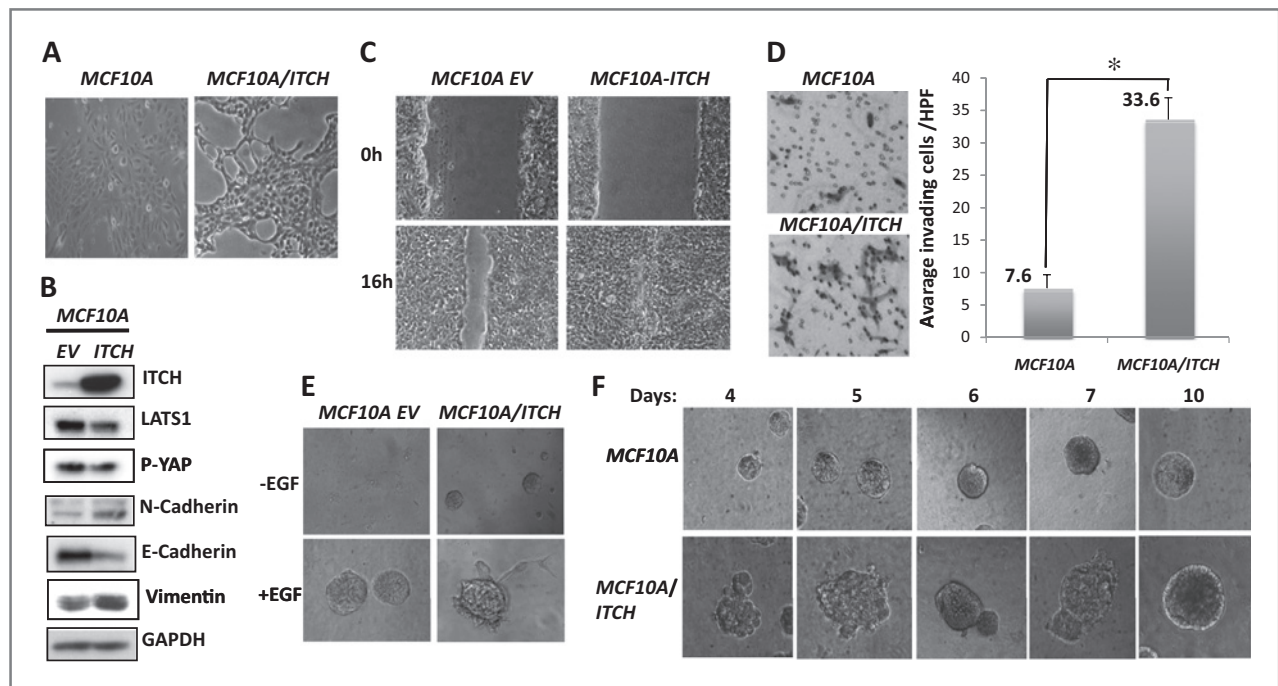 A
MCF10A
MCF10A/ITCH
B
MCF10A
EV ITCH
ITCH
LATS1
P-YAP
N-Cadherin
E-Cadherin
Vimentin
GAPDH
C
MCF10A EV
MCF10A-ITCH
0h
16h
D
MCF10A
MCF10A/ITCH
Avarage invading cells /HPF
40
35
30
25
20
15
10
5
0
*
7.6
33.6
MCF10A
MCF10A/ITCH
E
MCF10A EV
MCF10A/ITCH
-EGF
+EGF
F
Days: 4 5 6 7 10
MCF10A
MCF10A/
ITCH